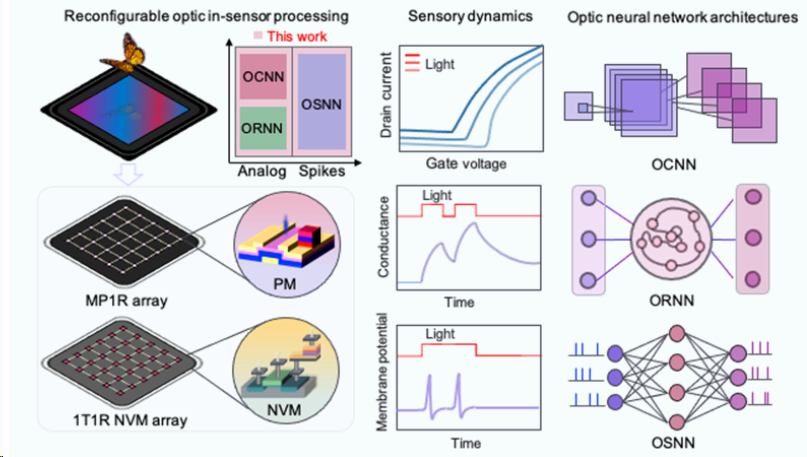 Reconfigurable optic in-sensor processing
This work
OCNN
ORNN
OSNN
Analog Spikes
MP1R array
PM
1T1R NVM array
NVM
Sensory dynamics
Drain current
Light
Gate voltage
Conductance
Light
Time
Membrane potential
Light
Time
Optic neural network architectures
OCNN
ORNN
OSNN